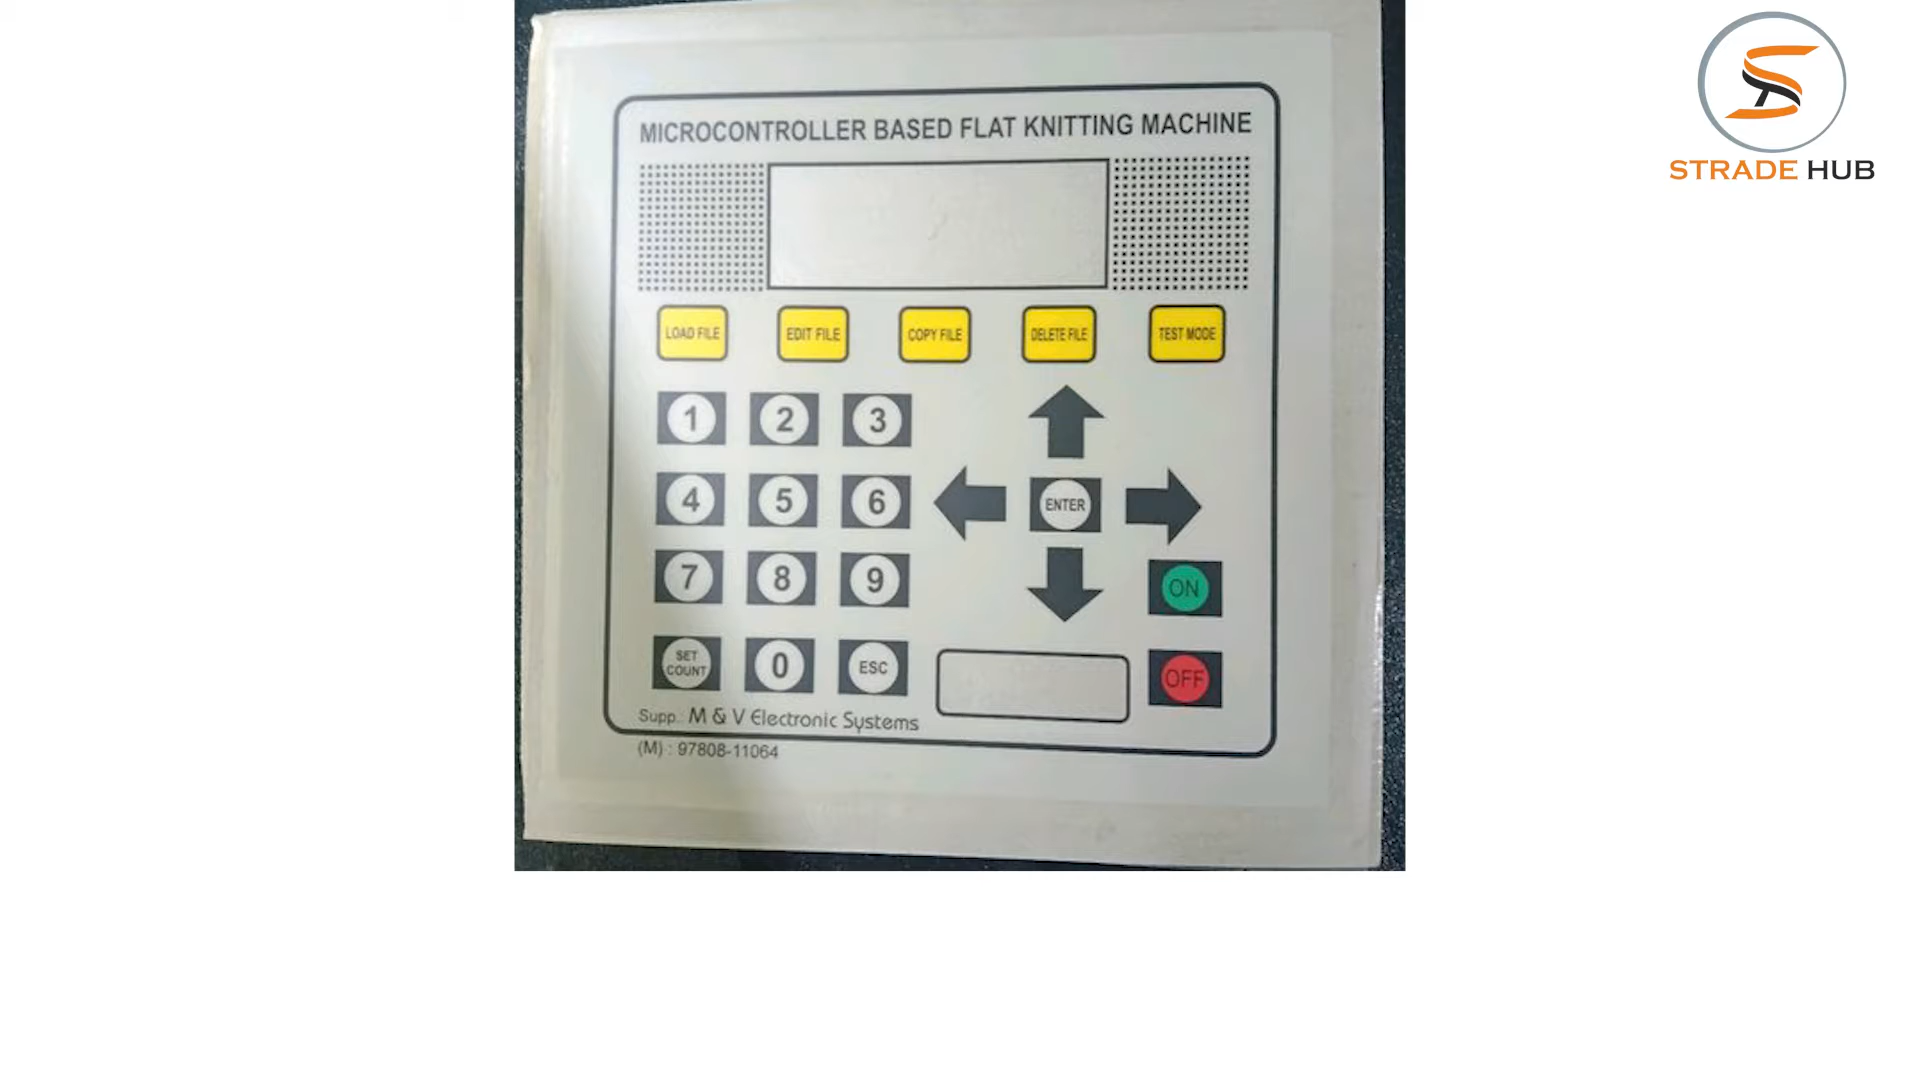 STRADE HUB
MICROCONTROLLER BASED FLAT KNITTING MACHINE
LOAD FILE EDIT FILE COPY FILE DELETE FILE TEST MODE
1 2 3
4 5 6 ENTER
7 8 9 ON
SET COUNT 0 ESC OFF
Supp.: M & V Electronic Systems
(M) : 97808-11064